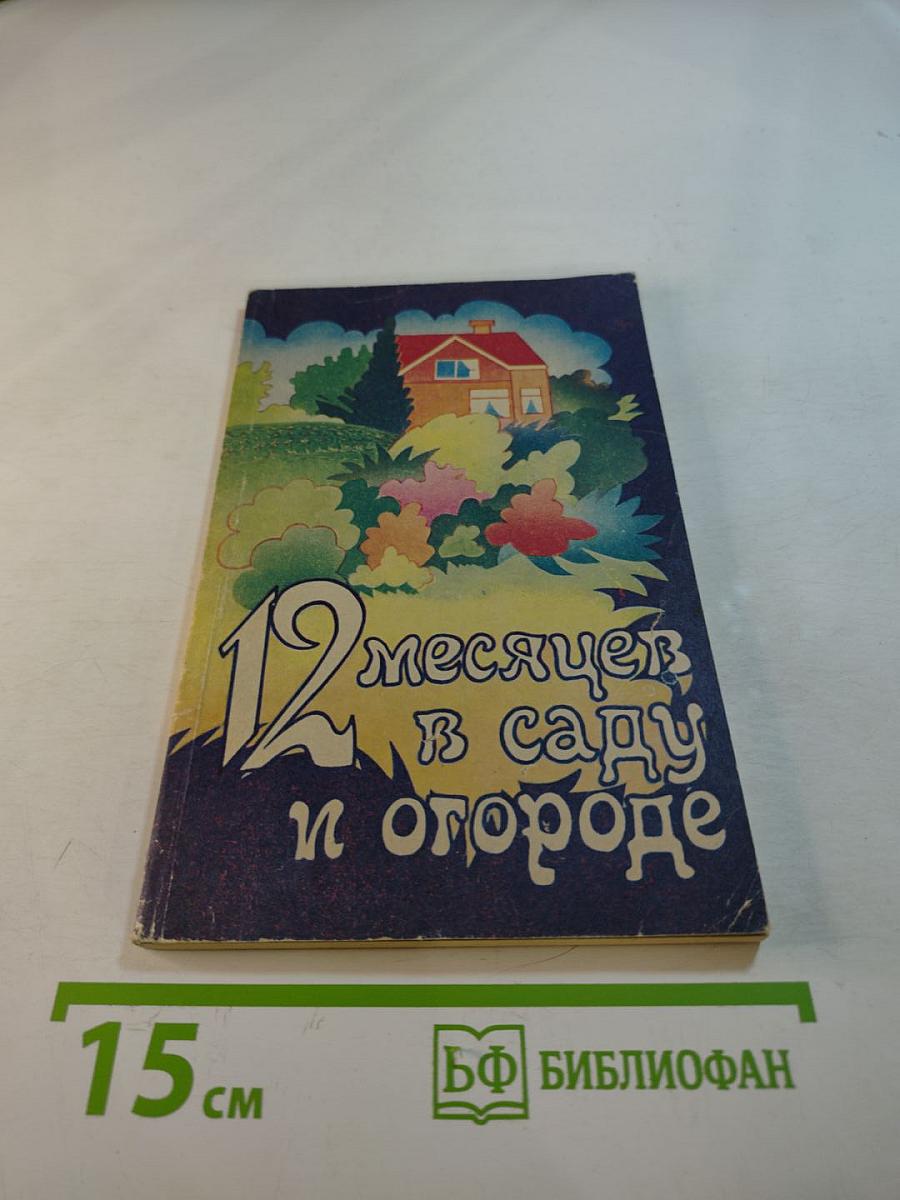 12 месяцев
в саду
и огороде
15 см
БФ БИБЛИОФАН